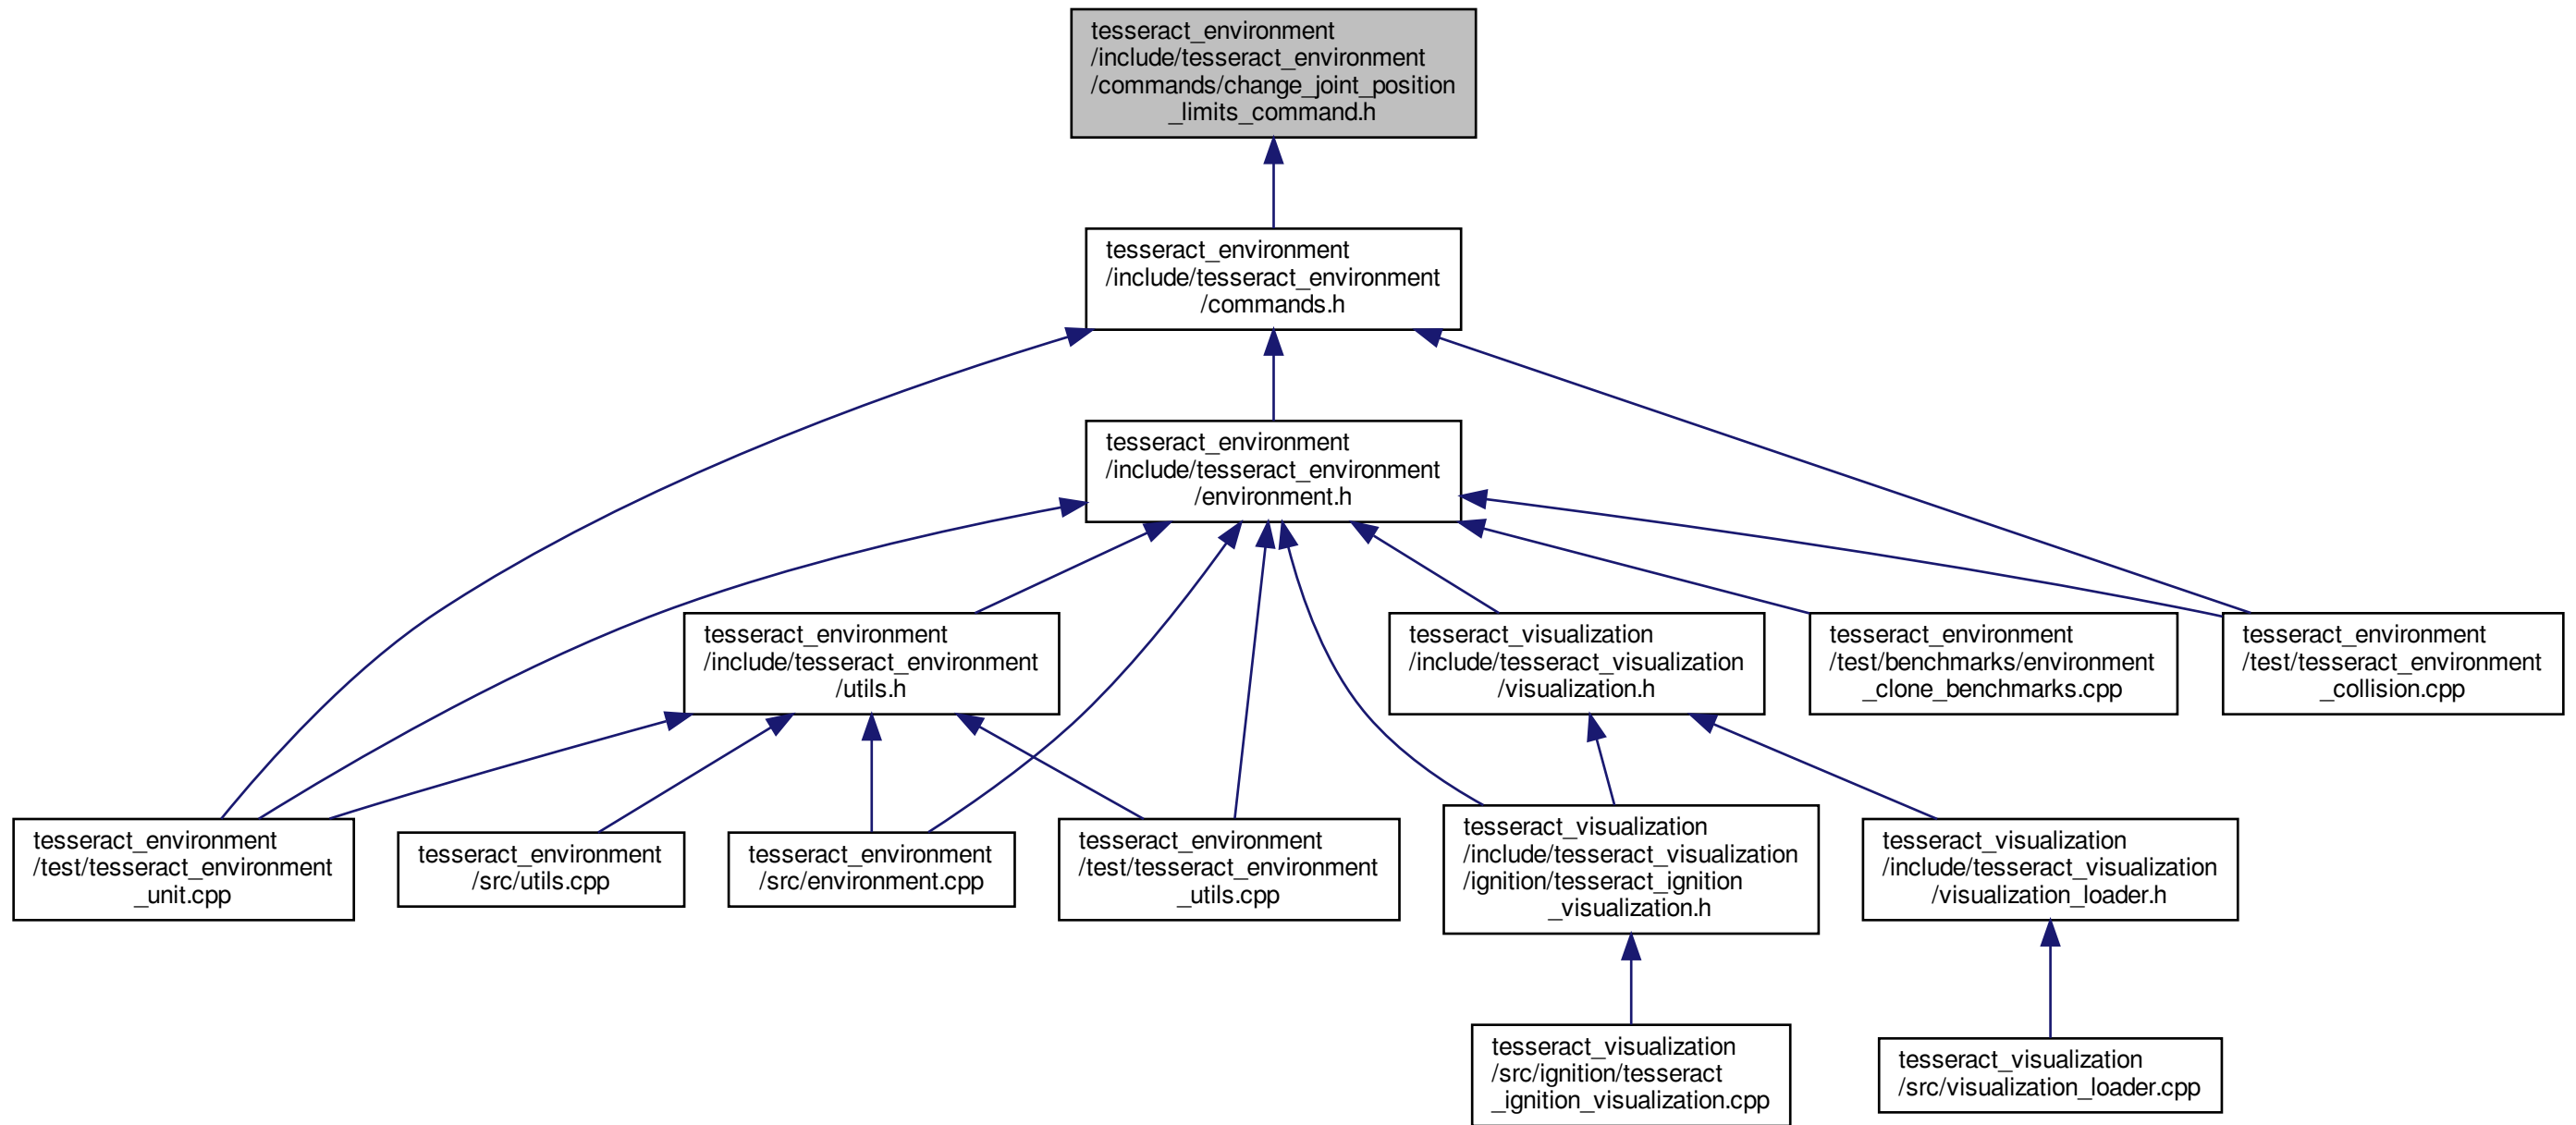 tesseract_environment
/include/tesseract_environment
/commands/change_joint_position
_limits_command.h
tesseract_environment
/include/tesseract_environment
/commands.h
tesseract_environment
/include/tesseract_environment
/environment.h
tesseract_environment
/include/tesseract_environment
/utils.h
tesseract_visualization
/include/tesseract_visualization
/visualization.h
tesseract_environment
/test/benchmarks/environment
_clone_benchmarks.cpp
tesseract_environment
/test/tesseract_environment
_collision.cpp
tesseract_environment
/test/tesseract_environment
_unit.cpp
tesseract_environment
/src/utils.cpp
tesseract_environment
/src/environment.cpp
tesseract_environment
/test/tesseract_environment
_utils.cpp
tesseract_visualization
/include/tesseract_visualization
/ignition/tesseract_ignition
_visualization.h
tesseract_visualization
/include/tesseract_visualization
/visualization_loader.h
tesseract_visualization
/src/ignition/tesseract
_ignition_visualization.cpp
tesseract_visualization
/src/visualization_loader.cpp